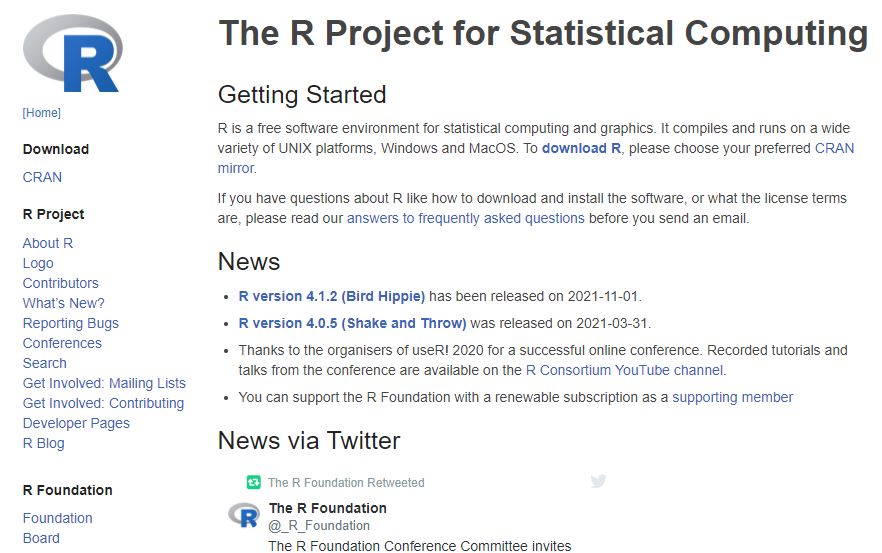 R
[Home]
Download
CRAN
R Project
About R
Logo
Contributors
What's New?
Reporting Bugs
Conferences
Search
Get Involved: Mailing Lists
Get Involved: Contributing
Developer Pages
R Blog
R Foundation
Foundation
Board
The R Project for Statistical Computing
Getting Started
R is a free software environment for statistical computing and graphics. It compiles and runs on a wide
variety of UNIX platforms, Windows and MacOS. To download R, please choose your preferred CRAN
mirror.
If you have questions about R like how to download and install the software, or what the license terms
are, please read our answers to frequently asked questions before you send an email.
News
• R version 4.1.2 (Bird Hippie) has been released on 2021-11-01.
• R version 4.0.5 (Shake and Throw) was released on 2021-03-31.
• Thanks to the organisers of useR! 2020 for a successful online conference. Recorded tutorials and
talks from the conference are available on the R Consortium YouTube channel.
• You can support the R Foundation with a renewable subscription as a supporting member
News via Twitter
The R Foundation Retweeted
R
The R Foundation
@_R_Foundation
The R Foundation Conference Committee invites